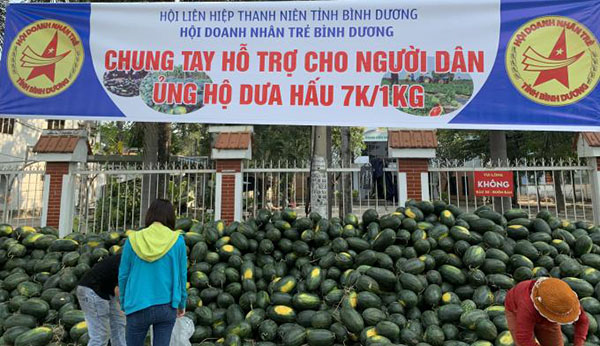 HỘI LIÊN HIỆP THANH NIÊN TỈNH BÌNH DƯƠNG
HỘI DOANH NHÂN TRẺ BÌNH DƯƠNG
CHUNG TAY HỖ TRỢ CHO NGƯỜI DÂN
ỦNG HỘ DƯA HẤU 7K/1KG
HỘI DOANH NHÂN TRẺ
TỈNH BÌNH DƯƠNG
HỘI DOANH NHÂN TRẺ
TỈNH BÌNH DƯƠNG
KHÔNG